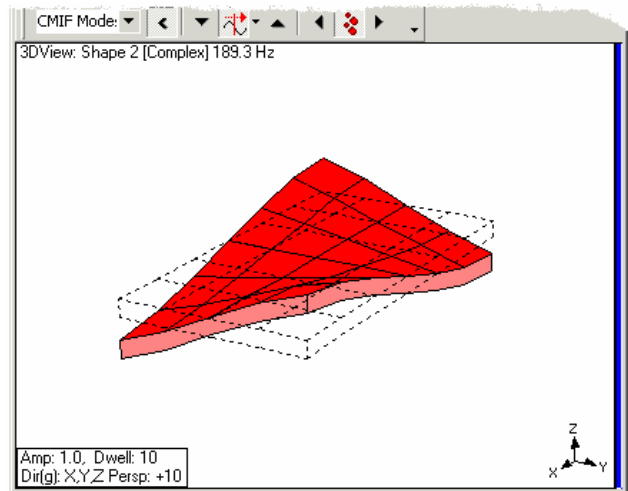 CMIF Mode:
3DView: Shape 2 [Complex] 189.3 Hz
Z
X Y
Amp: 1.0, Dwell: 10
Dir(g): X,Y,Z Persp: +10